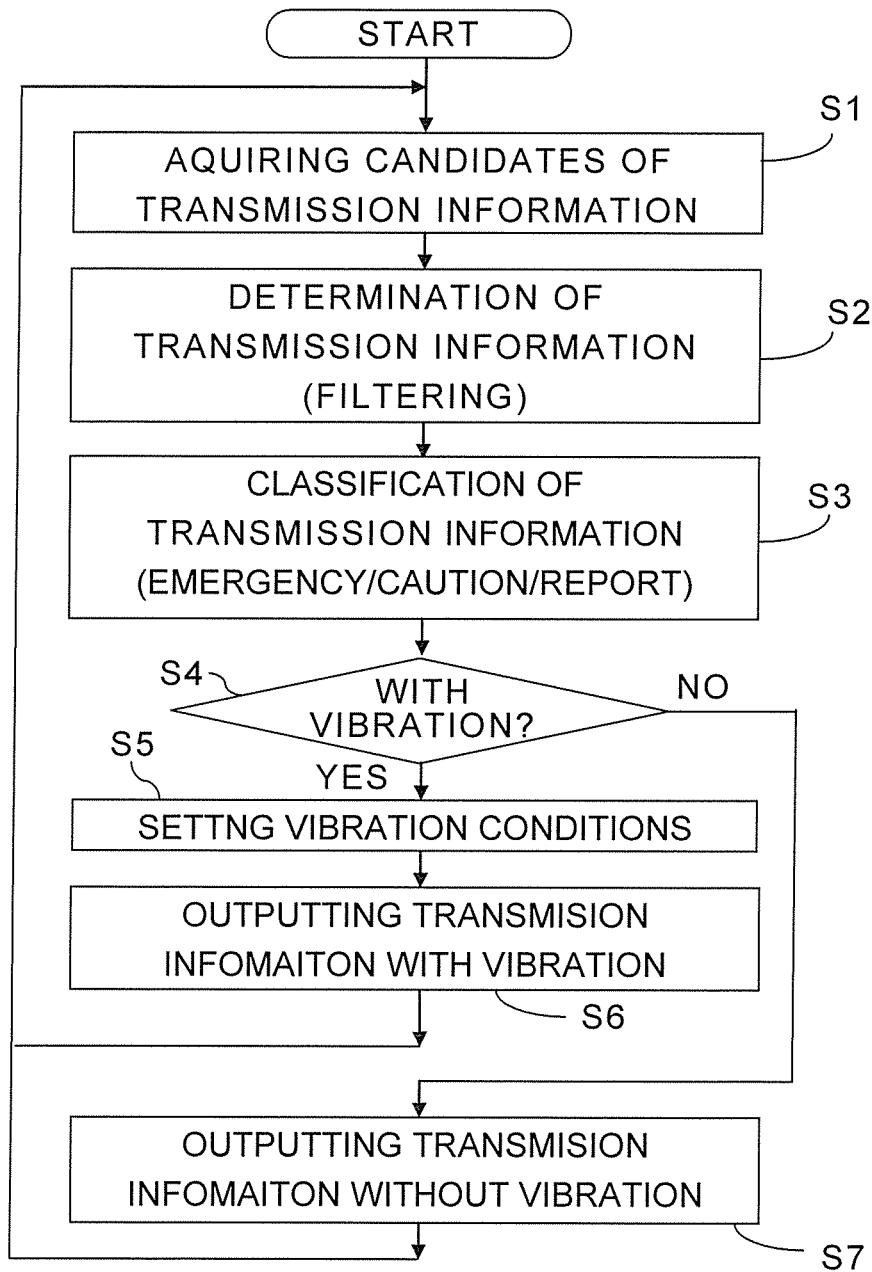 START
S1
AQUIRING CANDIDATES OF
TRANSMISSION INFORMATION
S2
DETERMINATION OF
TRANSMISSION INFORMATION
(FILTERING)
S3
CLASSIFICATION OF
TRANSMISSION INFORMATION
(EMERGENCY/CAUTION/REPORT)
S4
WITH
VIBRATION?
NO
S5
YES
SETTNG VIBRATION CONDITIONS
OUTPUTTING TRANSMISION
INFOMAITON WITH VIBRATION
S6
OUTPUTTING TRANSMISION
INFOMAITON WITHOUT VIBRATION
S7